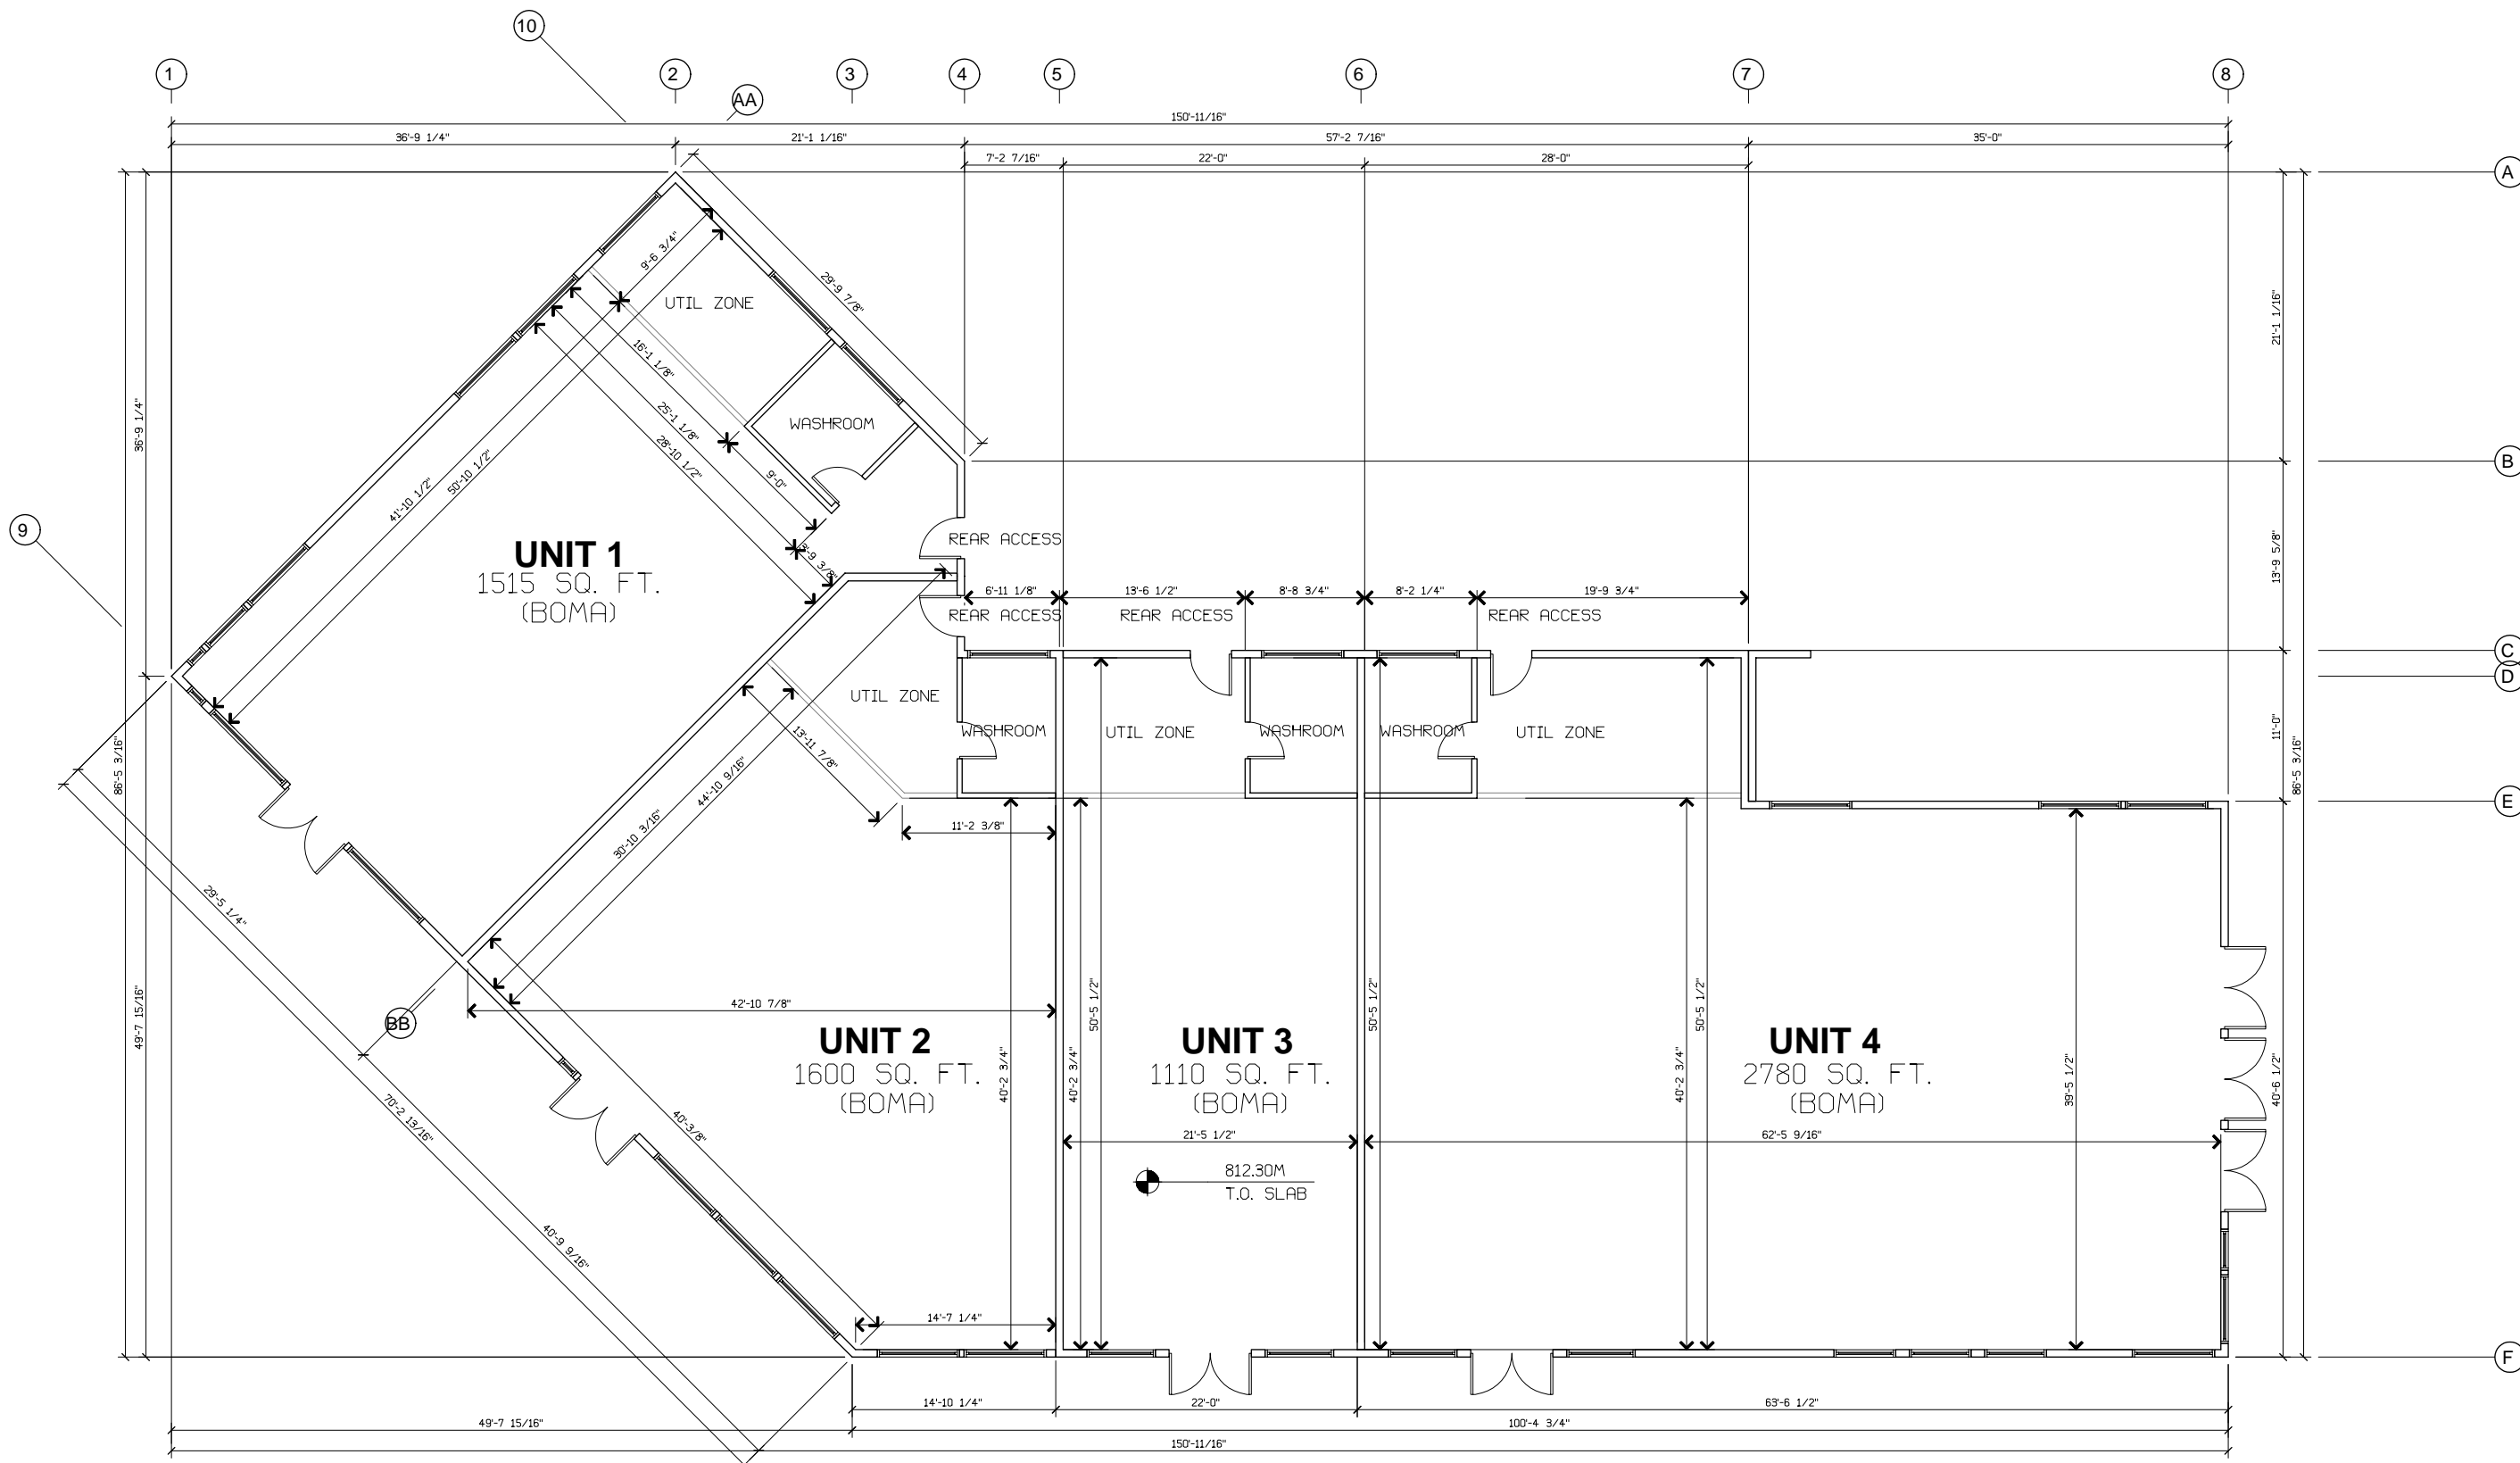 10
1
2
3
4
5
6
7
8
AA
150'-11/16"
36'-9 1/4"
21'-1 1/16"
57'-2 7/16"
35'-0"
7'-2 7/16"
22'-0"
28'-0"
A
9'-6 3/4"
29'-9 7/8"
UTIL ZONE
21'-1 1/16"
16'-1 1/8"
36'-9 1/4"
25'-1 1/8"
WASHROOM
28'-10 1/2"
50'-10 1/2"
B
9'-0"
41'-10 1/2"
9
UNIT 1
REAR ACCESS
3'-9 3/8"
13'-9 5/8"
1515 SQ. FT.
(BOMA)
6'-11 1/8"
13'-6 1/2"
8'-8 3/4"
8'-2 1/4"
19'-9 3/4"
REAR ACCESS
REAR ACCESS
REAR ACCESS
C
D
UTIL ZONE
WASHROOM
UTIL ZONE
WASHROOM
WASHROOM
UTIL ZONE
11'-0"
13'-11 7/8"
86'-5 3/16"
86'-5 3/16"
44'-10 9/16"
E
11'-2 3/8"
30'-10 3/16"
29'-5 1/4"
42'-10 7/8"
50'-5 1/2"
50'-5 1/2"
50'-5 1/2"
49'-7 15/16"
BB
UNIT 2
UNIT 3
UNIT 4
1600 SQ. FT.
1110 SQ. FT.
2780 SQ. FT.
(BOMA)
(BOMA)
(BOMA)
40'-2 3/4"
40'-2 3/4"
40'-2 3/4"
39'-5 1/2"
40'-6 1/2"
70'-2 13/16"
40'-3/8"
21'-5 1/2"
62'-5 9/16"
812.30M
T.O. SLAB
40'-9 9/16"
14'-7 1/4"
F
14'-10 1/4"
22'-0"
63'-6 1/2"
49'-7 15/16"
100'-4 3/4"
150'-11/16"